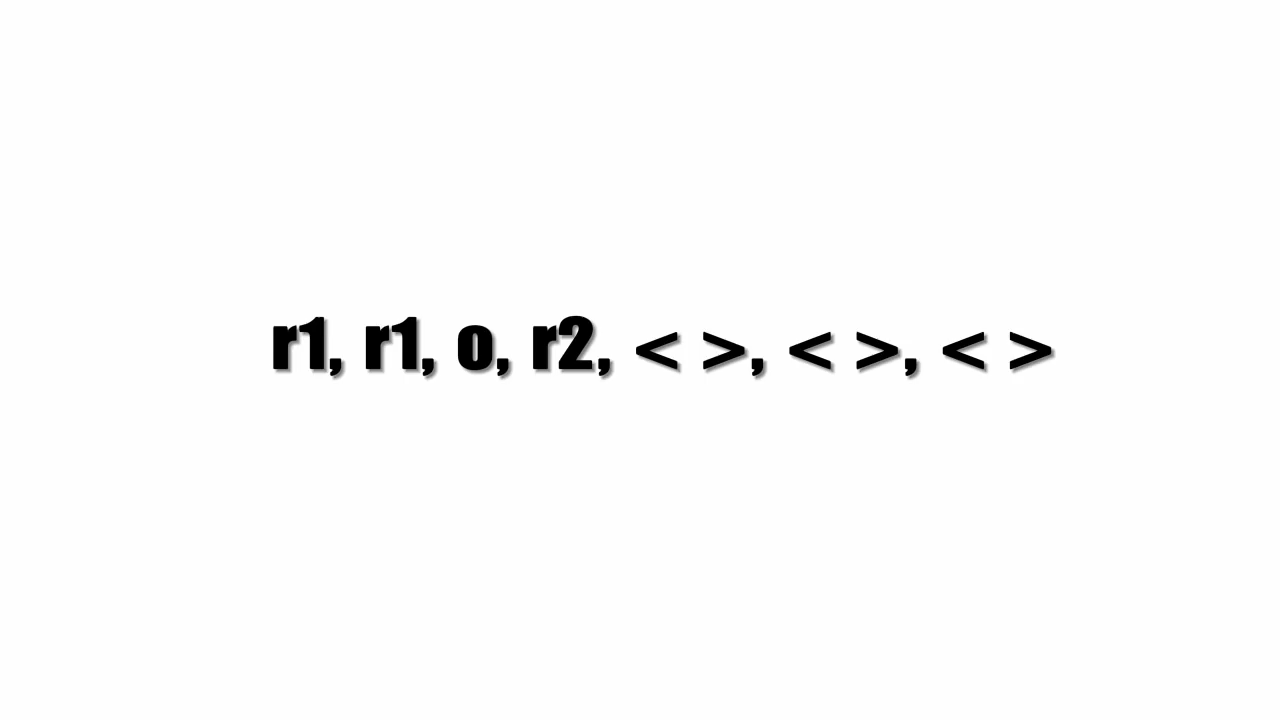 r1, r1, o, r2, < >, < >, < >